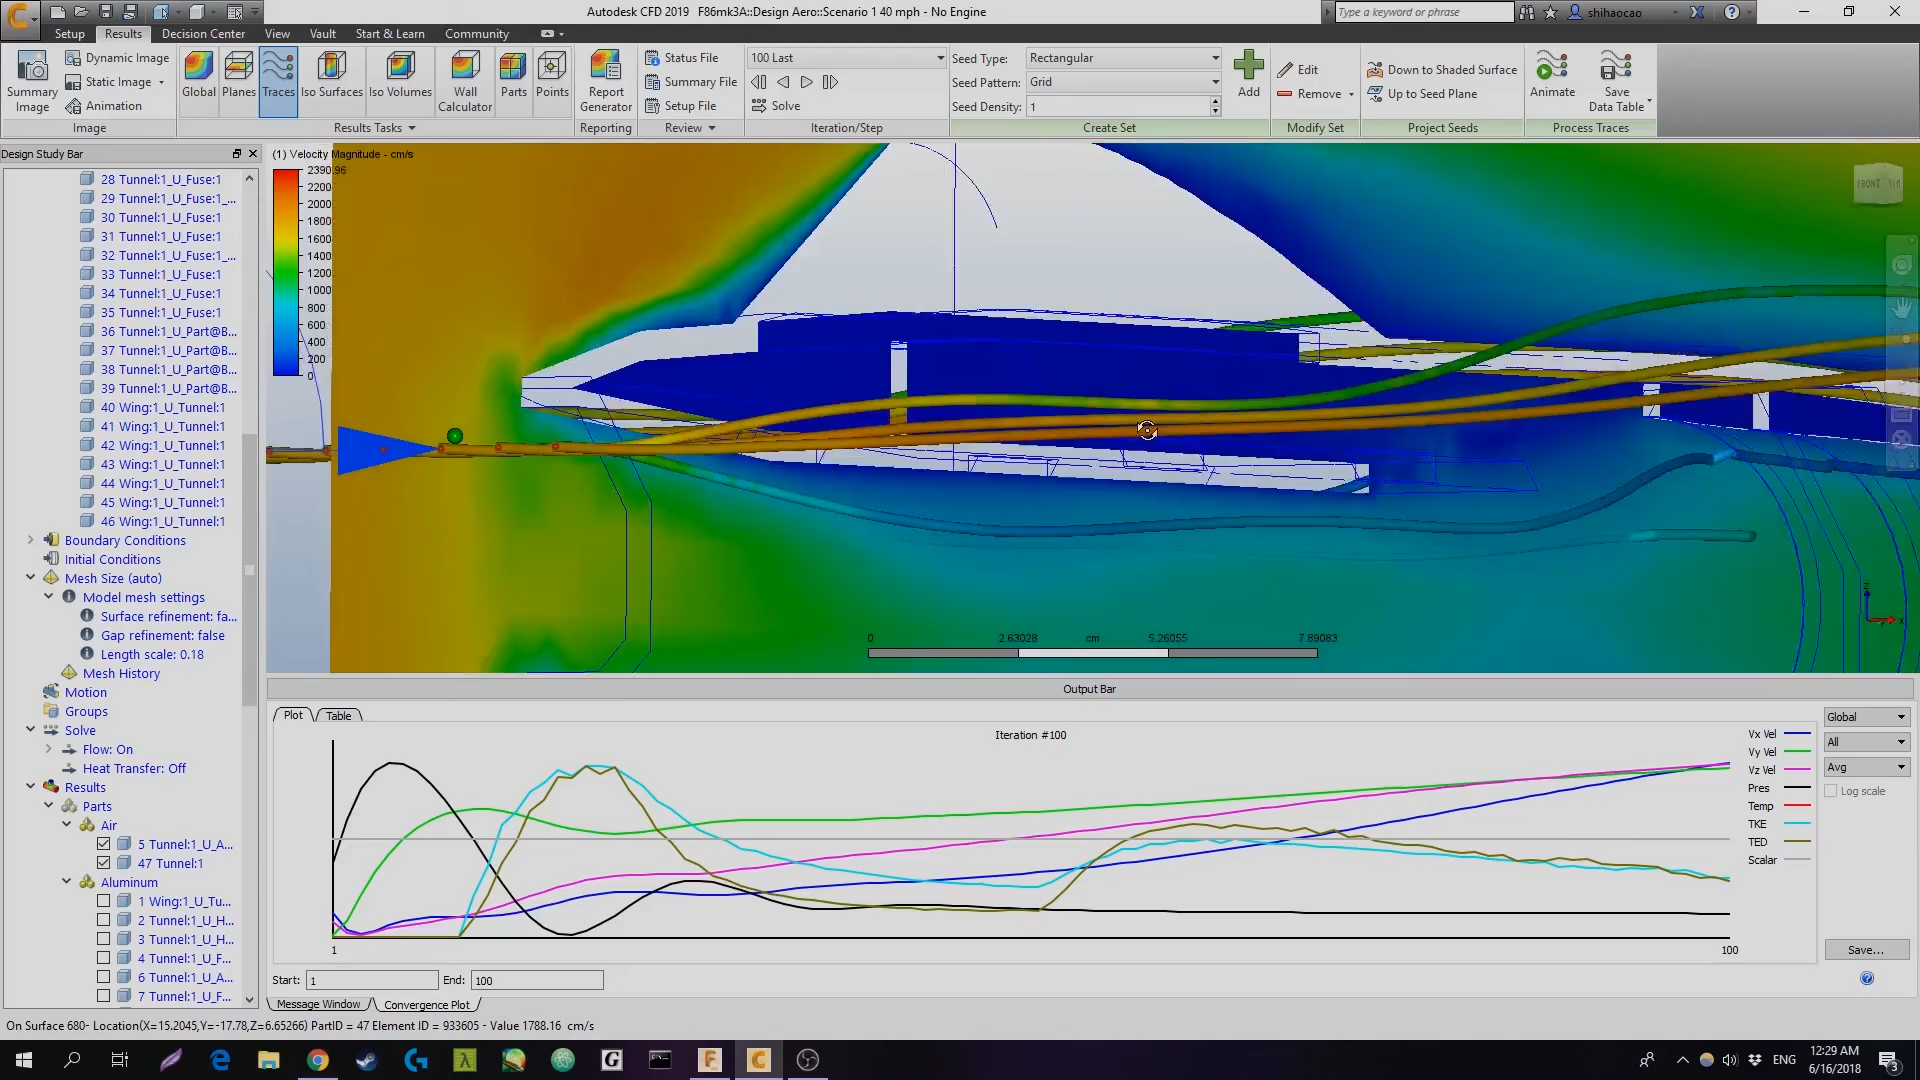 Autodesk CFD 2019 F86mk3A::Design Aero::Scenario 1 40 mph - No Engine
Type a keyword or phrase
shihaocao
Setup Results Decision Center View Vault Start & Learn Community
Summary Image
Dynamic Image
Static Image
Animation
Image
Global Planes Traces Iso Surfaces Iso Volumes Wall Calculator Parts Points
Results Tasks
Report Generator
Reporting
Status File
Summary File
Setup File
Review
100 Last
Solve
Iteration/Step
Seed Type: Rectangular
Seed Pattern: Grid
Seed Density: 1
Add
Create Set
Edit
Remove
Modify Set
Down to Shaded Surface
Up to Seed Plane
Project Seeds
Animate
Save Data Table
Process Traces
Design Study Bar
28 Tunnel:1_U_Fuse:1
29 Tunnel:1_U_Fuse:1_...
30 Tunnel:1_U_Fuse:1
31 Tunnel:1_U_Fuse:1
32 Tunnel:1_U_Fuse:1_...
33 Tunnel:1_U_Fuse:1
34 Tunnel:1_U_Fuse:1
35 Tunnel:1_U_Fuse:1
36 Tunnel:1_U_Part@B...
37 Tunnel:1_U_Part@B...
38 Tunnel:1_U_Part@B...
39 Tunnel:1_U_Part@B...
40 Wing:1_U_Tunnel:1
41 Wing:1_U_Tunnel:1
42 Wing:1_U_Tunnel:1
43 Wing:1_U_Tunnel:1
44 Wing:1_U_Tunnel:1
45 Wing:1_U_Tunnel:1
46 Wing:1_U_Tunnel:1
Boundary Conditions
Initial Conditions
Mesh Size (auto)
Model mesh settings
Surface refinement: fa...
Gap refinement: false
Length scale: 0.18
Mesh History
Motion
Groups
Solve
Flow: On
Heat Transfer: Off
Results
Parts
Air
5 Tunnel:1_U_A...
47 Tunnel:1
Aluminum
1 Wing:1_U_Tu...
2 Tunnel:1_U_H...
3 Tunnel:1_U_H...
4 Tunnel:1_U_F...
6 Tunnel:1_U_A...
7 Tunnel:1_U_F...
(1) Velocity Magnitude - cm/s
2390.96
2200
2000
1800
1600
1400
1200
1000
800
600
400
200
0
FRONT
0 2.63028 cm 5.26055 7.89083
Output Bar
Plot Table
Iteration #100
Vx Vel
Vy Vel
Vz Vel
Pres
Temp
TKE
TED
Scalar
1 100
Global
All
Avg
Log scale
Save...
Start: 1 End: 100
Message Window Convergence Plot
On Surface 680- Location(X=15.2045,Y=-17.78,Z=6.65266) PartID = 47 Element ID = 933605 - Value 1788.16 cm/s
ENG
12:29 AM
6/16/2018
3